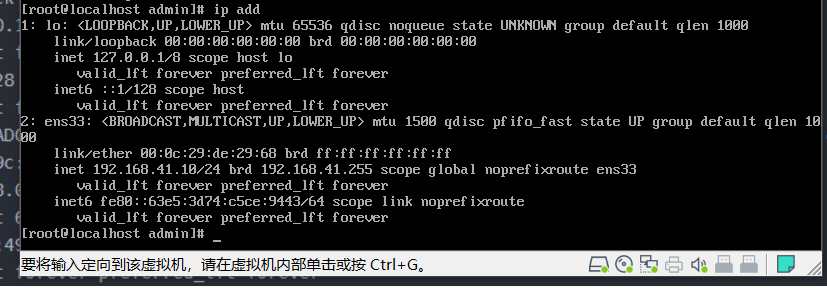 [root@localhost admin]# ip add
1: lo: <LOOPBACK,UP,LOWER_UP> mtu 65536 qdisc noqueue state UNKNOWN group default qlen 1000
link/loopback 00:00:00:00:00:00 brd 00:00:00:00:00:00
inet 127.0.0.1/8 scope host lo
valid_lft forever preferred_lft forever
inet6 ::1/128 scope host
valid_lft forever preferred_lft forever
2: ens33: <BROADCAST,MULTICAST,UP,LOWER_UP> mtu 1500 qdisc pfifo_fast state UP group default qlen 10
00
link/ether 00:0c:29:de:29:68 brd ff:ff:ff:ff:ff:ff
inet 192.168.41.10/24 brd 192.168.41.255 scope global noprefixroute ens33
valid_lft forever preferred_lft forever
inet6 fe80::63e5:3d74:c5ce:9443/64 scope link noprefixroute
valid_lft forever preferred_lft forever
[root@localhost admin]# _
要将输入定向到该虚拟机，请在虚拟机内部单击或按 Ctrl+G。